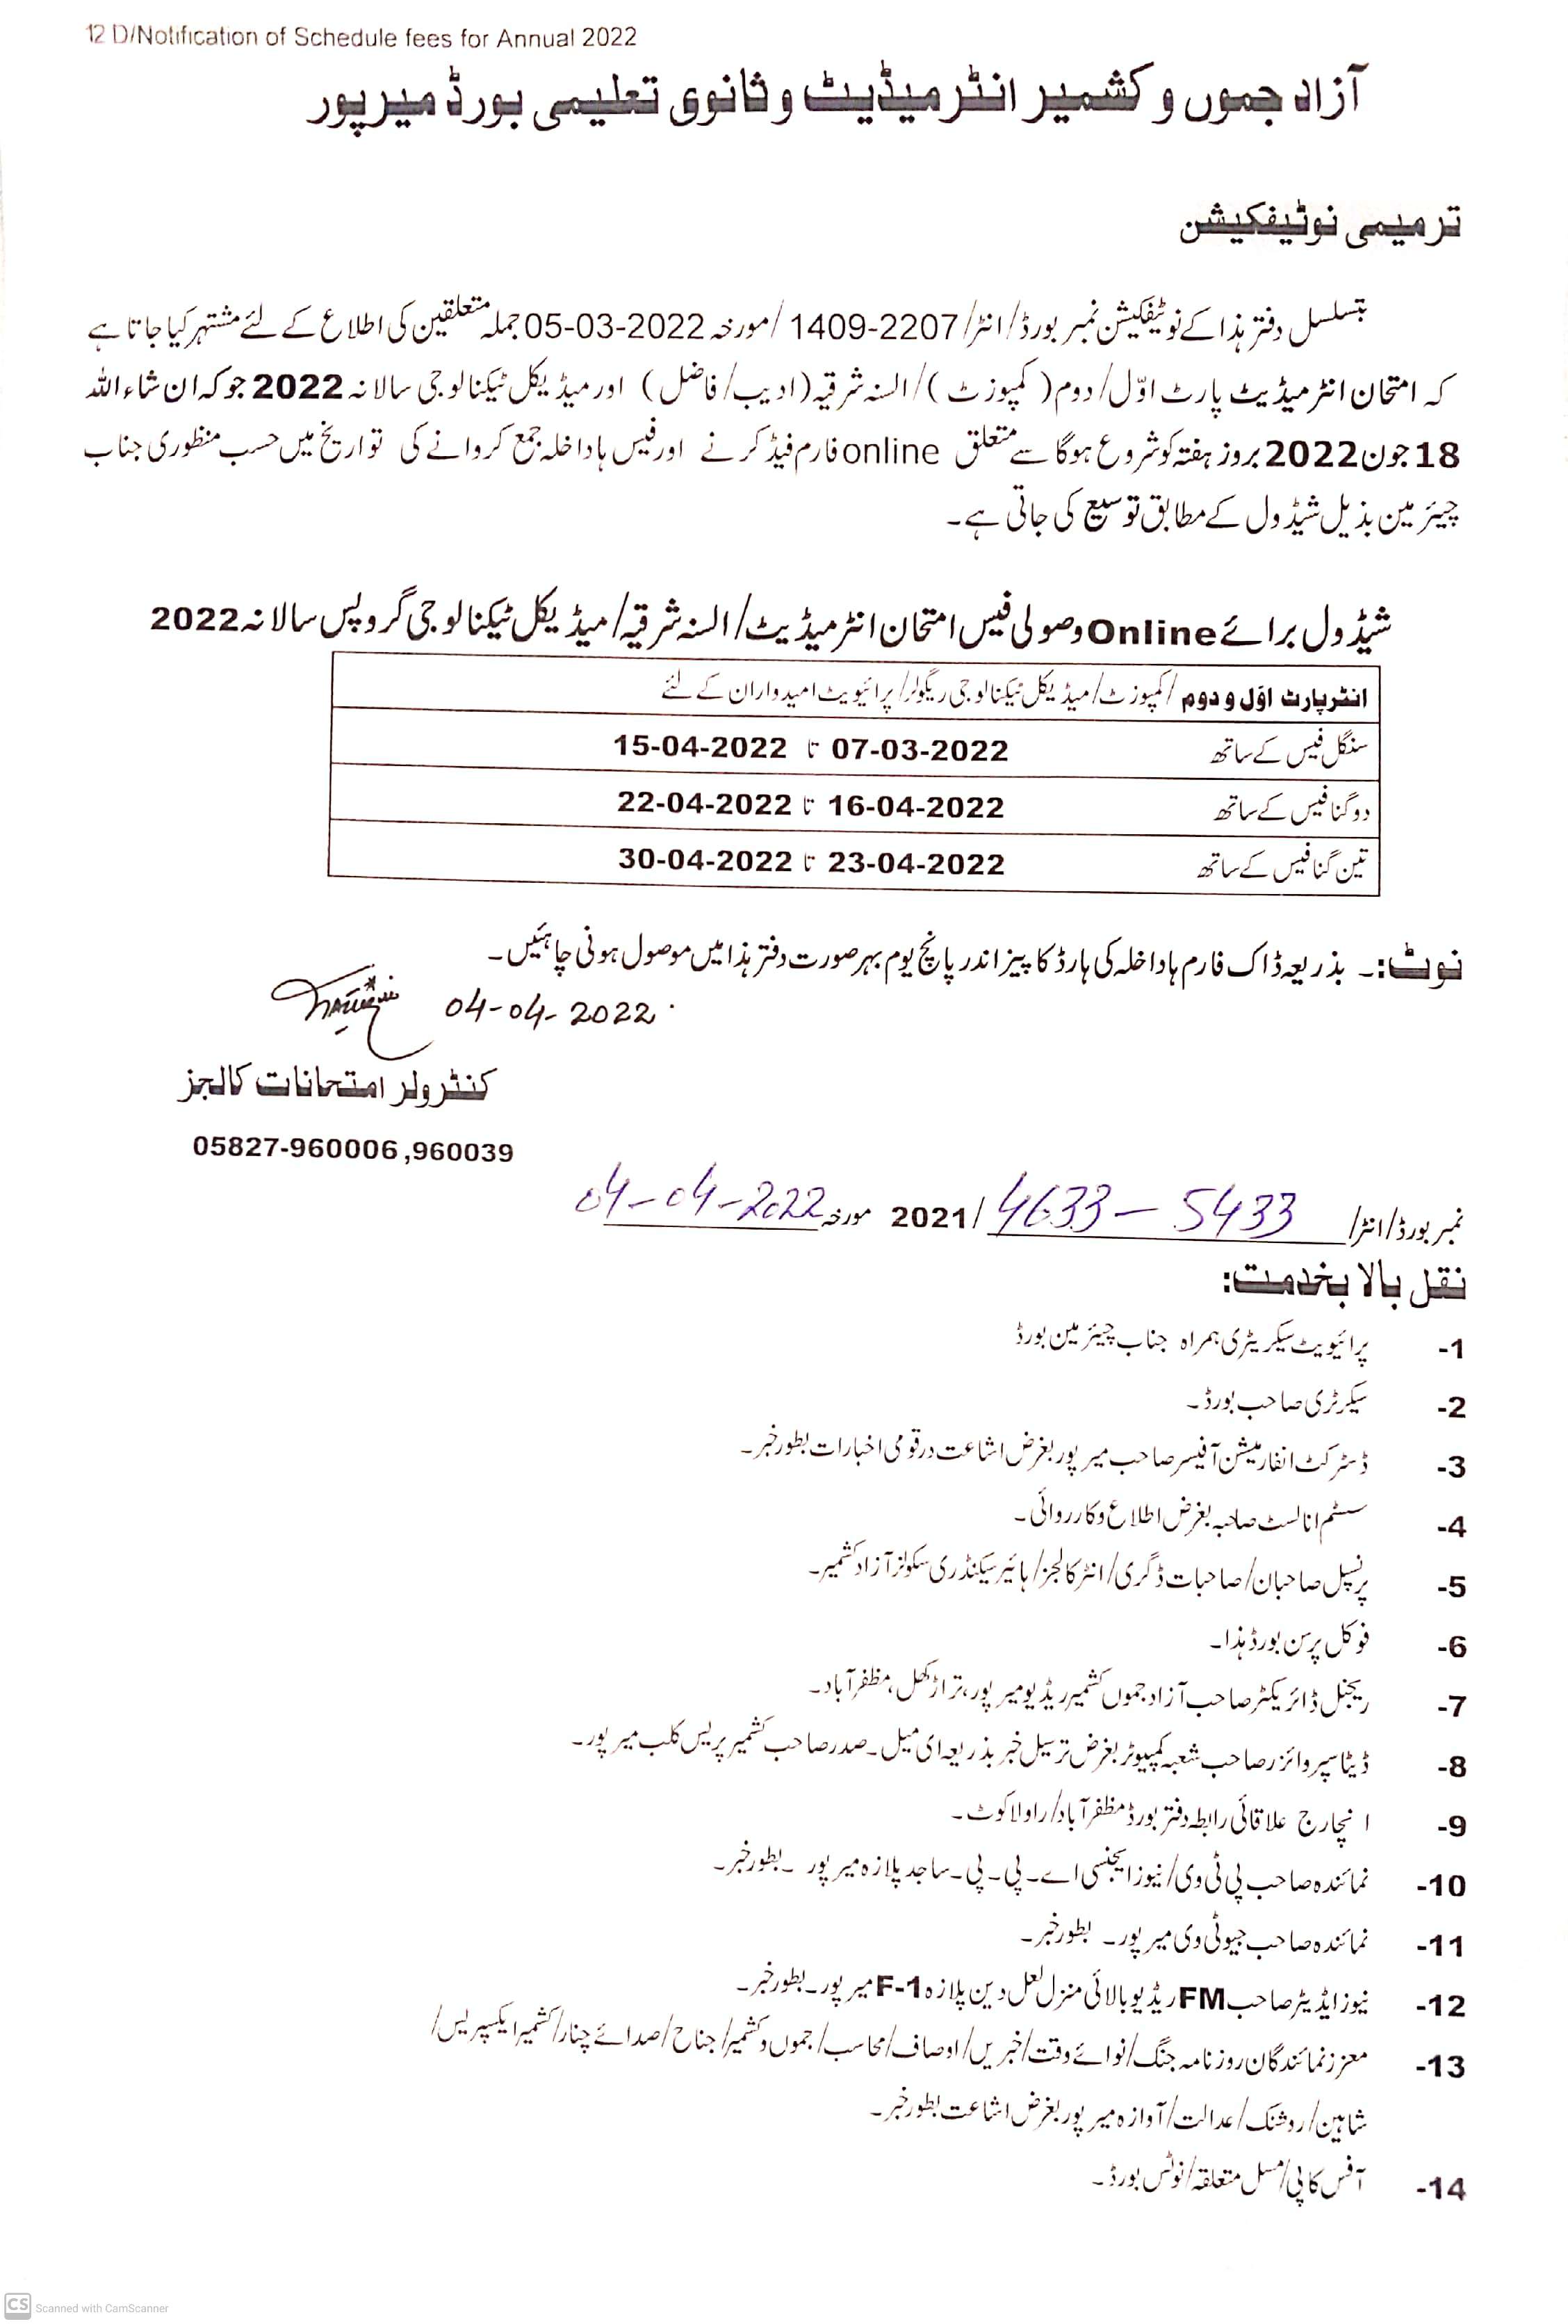 12 D/Notification of Schedule fees for Annual 2022
آزاد جموں و کشمیر انٹرمیڈیٹ و ثانوی تعلیمی بورڈ میرپور
ترمیمی نوٹیفکیشن
بتسلسل دفتر ہذا کے نوٹیفکیشن نمبر بورڈ/انٹر/1409-2207 /مورخہ 05-03-2022 جملہ متعلقین کی اطلاع کے لئے مشتہر کیا جاتا ہے
کہ امتحان انٹرمیڈیٹ پارٹ اوّل/دوم (کمپوزٹ)/السنہ شرقیہ (ادیب/فاضل) اور میڈیکل ٹیکنالوجی سالانہ 2022 جو کہ ان شاءاللہ
18 جون 2022 بروز ہفتہ کو شروع ہوگا سے متعلق online فارم فیڈ کرنے اور فیس ہا داخلہ جمع کروانے کی تواریخ میں حسب منظوری جناب
چیئرمین بذیل شیڈول کے مطابق توسیع کی جاتی ہے۔
شیڈول برائے Online وصولی فیس امتحان انٹرمیڈیٹ/السنہ شرقیہ/میڈیکل ٹیکنالوجی گروپس سالانہ 2022
انٹر پارٹ اوّل و دوم /کمپوزٹ/میڈیکل ٹیکنالوجی ریگولر/پرائیویٹ امیدواران کے لئے
سنگل فیس کے ساتھ 07-03-2022 تا 15-04-2022
دوگنا فیس کے ساتھ 16-04-2022 تا 22-04-2022
تین گنا فیس کے ساتھ 23-04-2022 تا 30-04-2022
نوٹ:۔ بذریعہ ڈاک فارم ہا داخلہ کی ہارڈ کاپیز اندر پانچ یوم بہر صورت دفتر ہذا میں موصول ہونی چاہئیں۔
04-04-2022
کنٹرولر امتحانات کالجز
05827-960006 ,960039
نمبر بورڈ/انٹر/ 4633-5433 /2021 مورخہ 04-04-2022
نقل بالا بخدمت:
1- پرائیویٹ سیکریٹری ہمراہ جناب چیئرمین بورڈ
2- سیکرٹری صاحب بورڈ۔
3- ڈسٹرکٹ انفارمیشن آفیسر صاحب میرپور بغرض اشاعت در قومی اخبارات بطور خبر۔
4- سسٹم انالسٹ صاحبہ بغرض اطلاع و کارروائی۔
5- پرنسپل صاحبان/صاحبات ڈگری/انٹر کالجز/ہائیر سیکنڈری سکولز آزاد کشمیر۔
6- فوکل پرسن بورڈ ہذا۔
7- ریجنل ڈائریکٹر صاحب آزاد جموں کشمیر ریڈیو میرپور، تراڑکھل، مظفرآباد۔
8- ڈیٹا سپروائزر صاحب شعبہ کمپیوٹر بغرض ترسیل خبر بذریعہ ای میل۔ صدر صاحب کشمیر پریس کلب میرپور۔
9- انچارج علاقائی رابطہ دفتر بورڈ مظفرآباد/راولاکوٹ۔
10- نمائندہ صاحب پی ٹی وی/نیوز ایجنسی اے۔پی۔پی۔ ساجد پلازہ میرپور ۔ بطور خبر۔
11- نمائندہ صاحب جیو ٹی وی میرپور۔ بطور خبر۔
12- نیوز ایڈیٹر صاحب FM ریڈیو بالائی منزل لعل دین پلازہ F-1 میرپور۔ بطور خبر۔
13- معزز نمائندگان روزنامہ جنگ/نوائے وقت/خبریں/اوصاف/محاسب/جموں و کشمیر/جناح/صدائے چنار/کشمیر ایکسپریس/
شاہین/روشنک/عدالت/آوازہ میرپور بغرض اشاعت بطور خبر۔
14- آفس کاپی/مسل متعلقہ/نوٹس بورڈ۔
CS Scanned with CamScanner